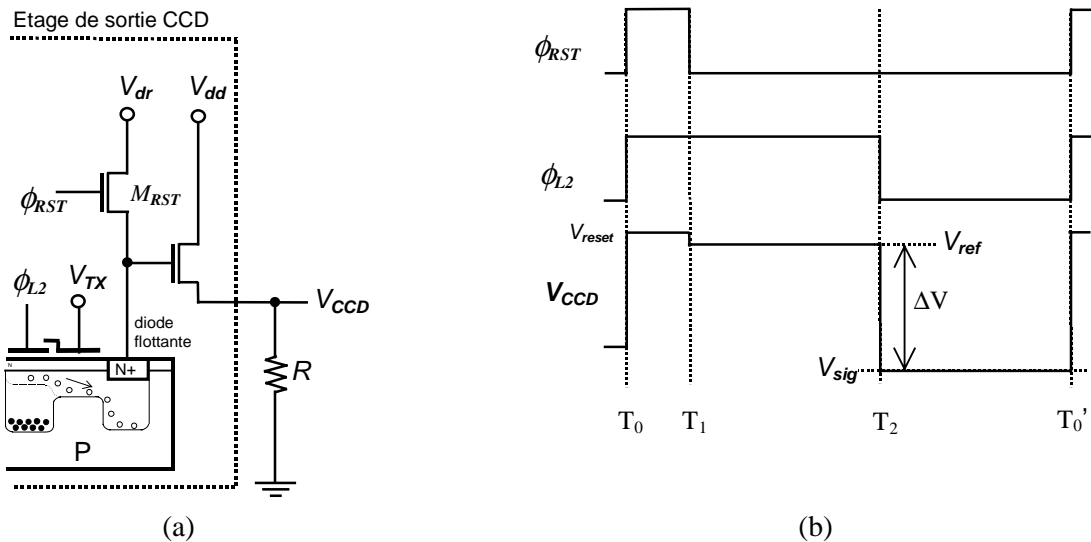 Etage de sortie CCD
V_dr
V_dd
ϕ_RST
M_RST
ϕ_L2
V_TX
diode
flottante
V_CCD
N
N+
R
P
(a)
ϕ_RST
ϕ_L2
V_reset
V_ref
V_CCD
ΔV
V_sig
T_0
T_1
T_2
T_0’
(b)